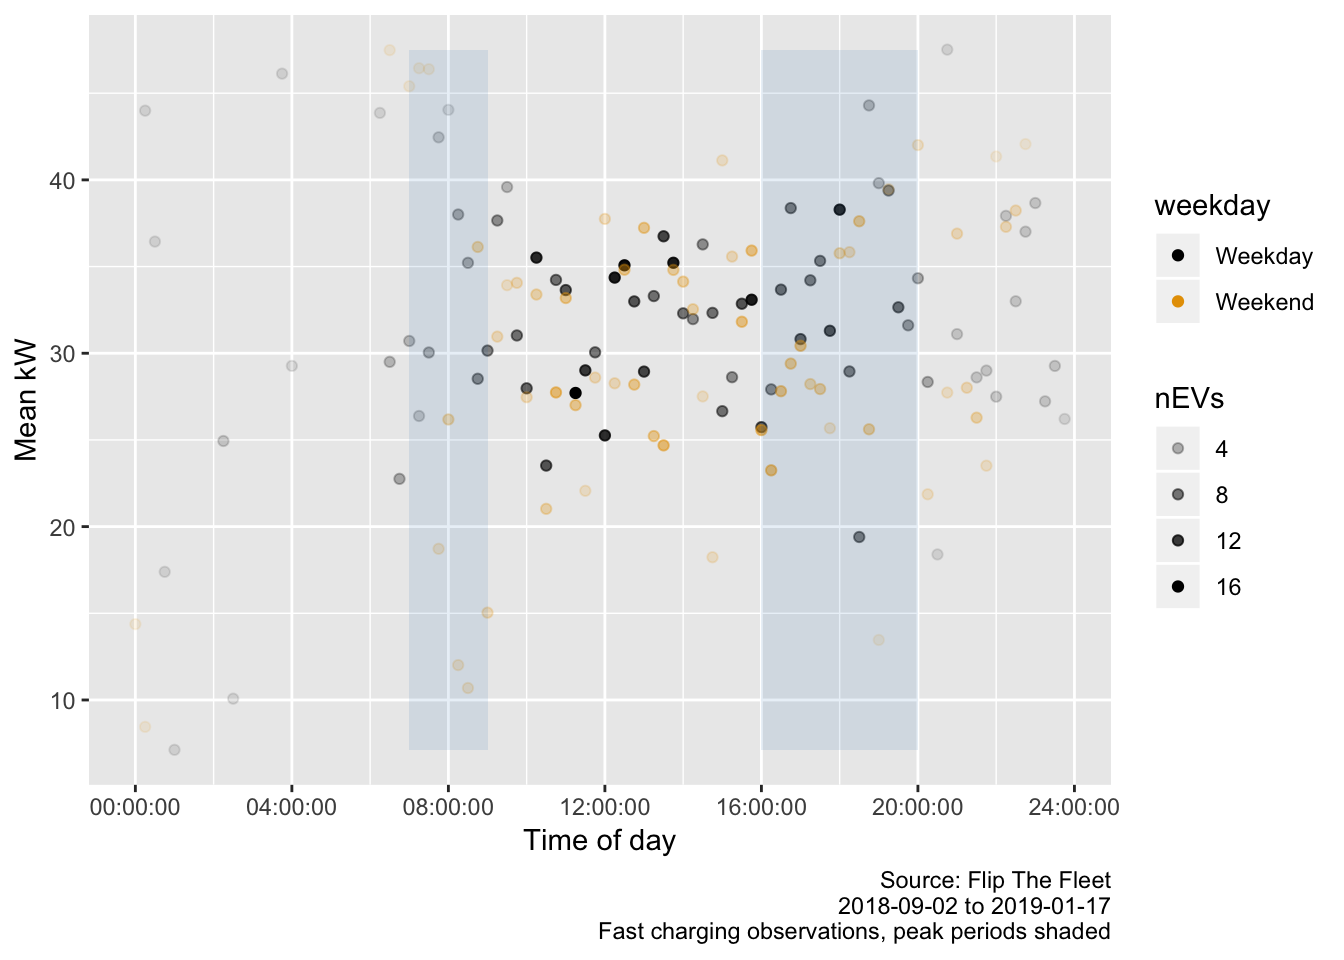 Mean kW
40
30
20
10
00:00:00 04:00:00 08:00:00 12:00:00 16:00:00 20:00:00 24:00:00
Time of day
weekday
Weekday
Weekend
nEVs
4
8
12
16
Source: Flip The Fleet
2018-09-02 to 2019-01-17
Fast charging observations, peak periods shaded